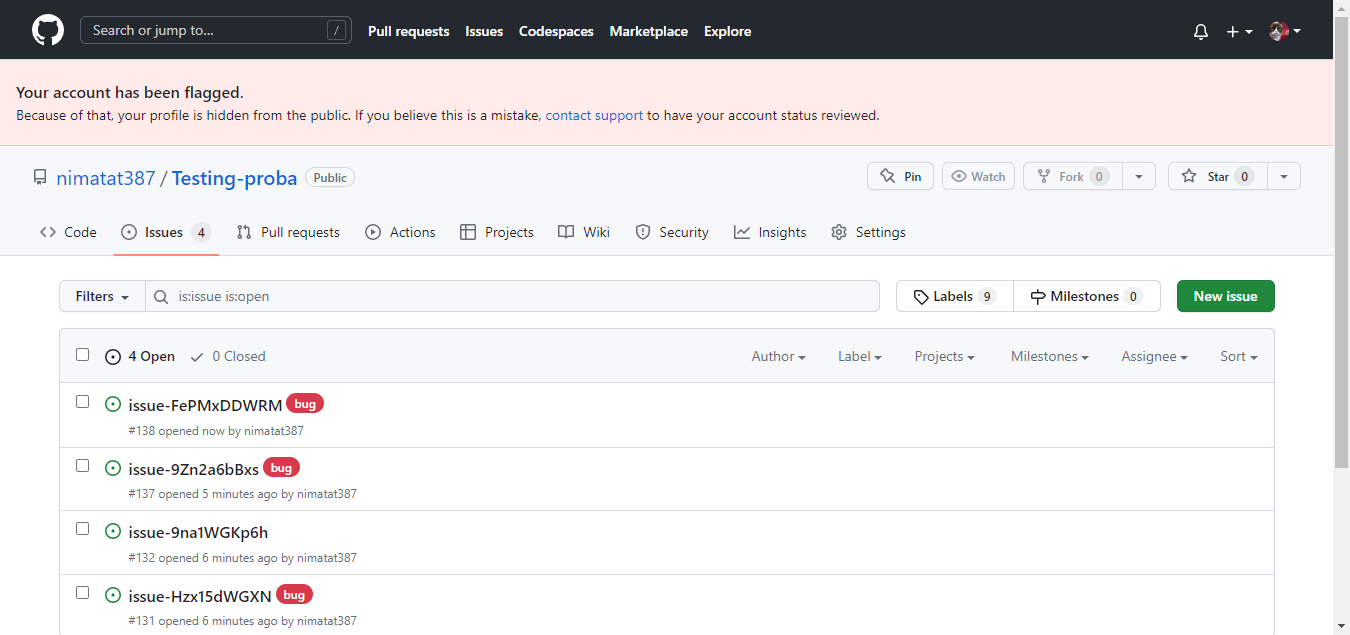 Search or jump to... / Pull requests Issues Codespaces Marketplace Explore
Your account has been flagged.
Because of that, your profile is hidden from the public. If you believe this is a mistake, contact support to have your account status reviewed.
nimatat387 / Testing-proba Public Pin Watch Fork 0 Star 0
Code Issues 4 Pull requests Actions Projects Wiki Security Insights Settings
Filters is:issue is:open Labels 9 Milestones 0 New issue
4 Open 0 Closed Author Label Projects Milestones Assignee Sort
issue-FePMxDDWRM bug
#138 opened now by nimatat387
issue-9Zn2a6bBxs bug
#137 opened 5 minutes ago by nimatat387
issue-9na1WGKp6h
#132 opened 6 minutes ago by nimatat387
issue-Hzx15dWGXN bug
#131 opened 6 minutes ago by nimatat387